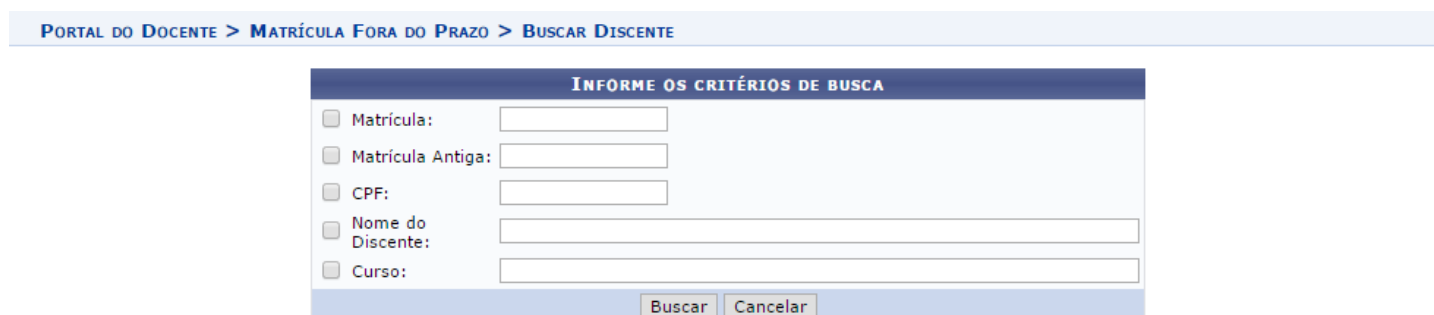 Portal do Docente > Matrícula Fora do Prazo > Buscar Discente
Informe os critérios de busca
Matrícula:
Matrícula Antiga:
CPF:
Nome do
Discente:
Curso:
Buscar Cancelar